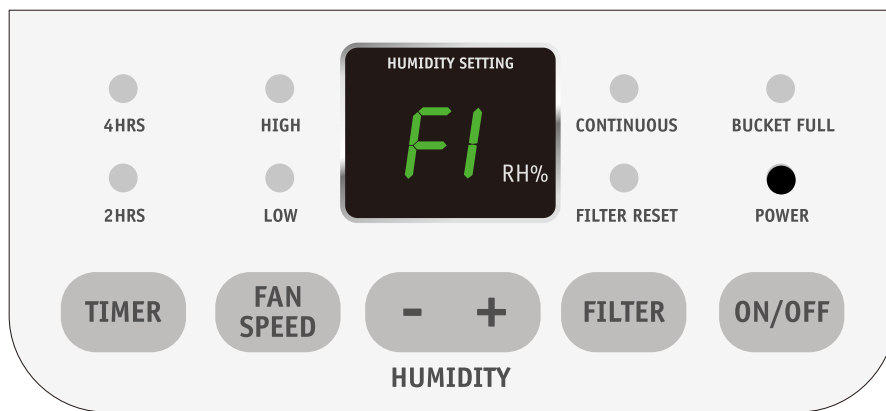 HUMIDITY SETTING
F1
RH%
4HRS
HIGH
CONTINUOUS
BUCKET FULL
2HRS
LOW
FILTER RESET
POWER
TIMER
FAN
SPEED
- +
FILTER
ON/OFF
HUMIDITY